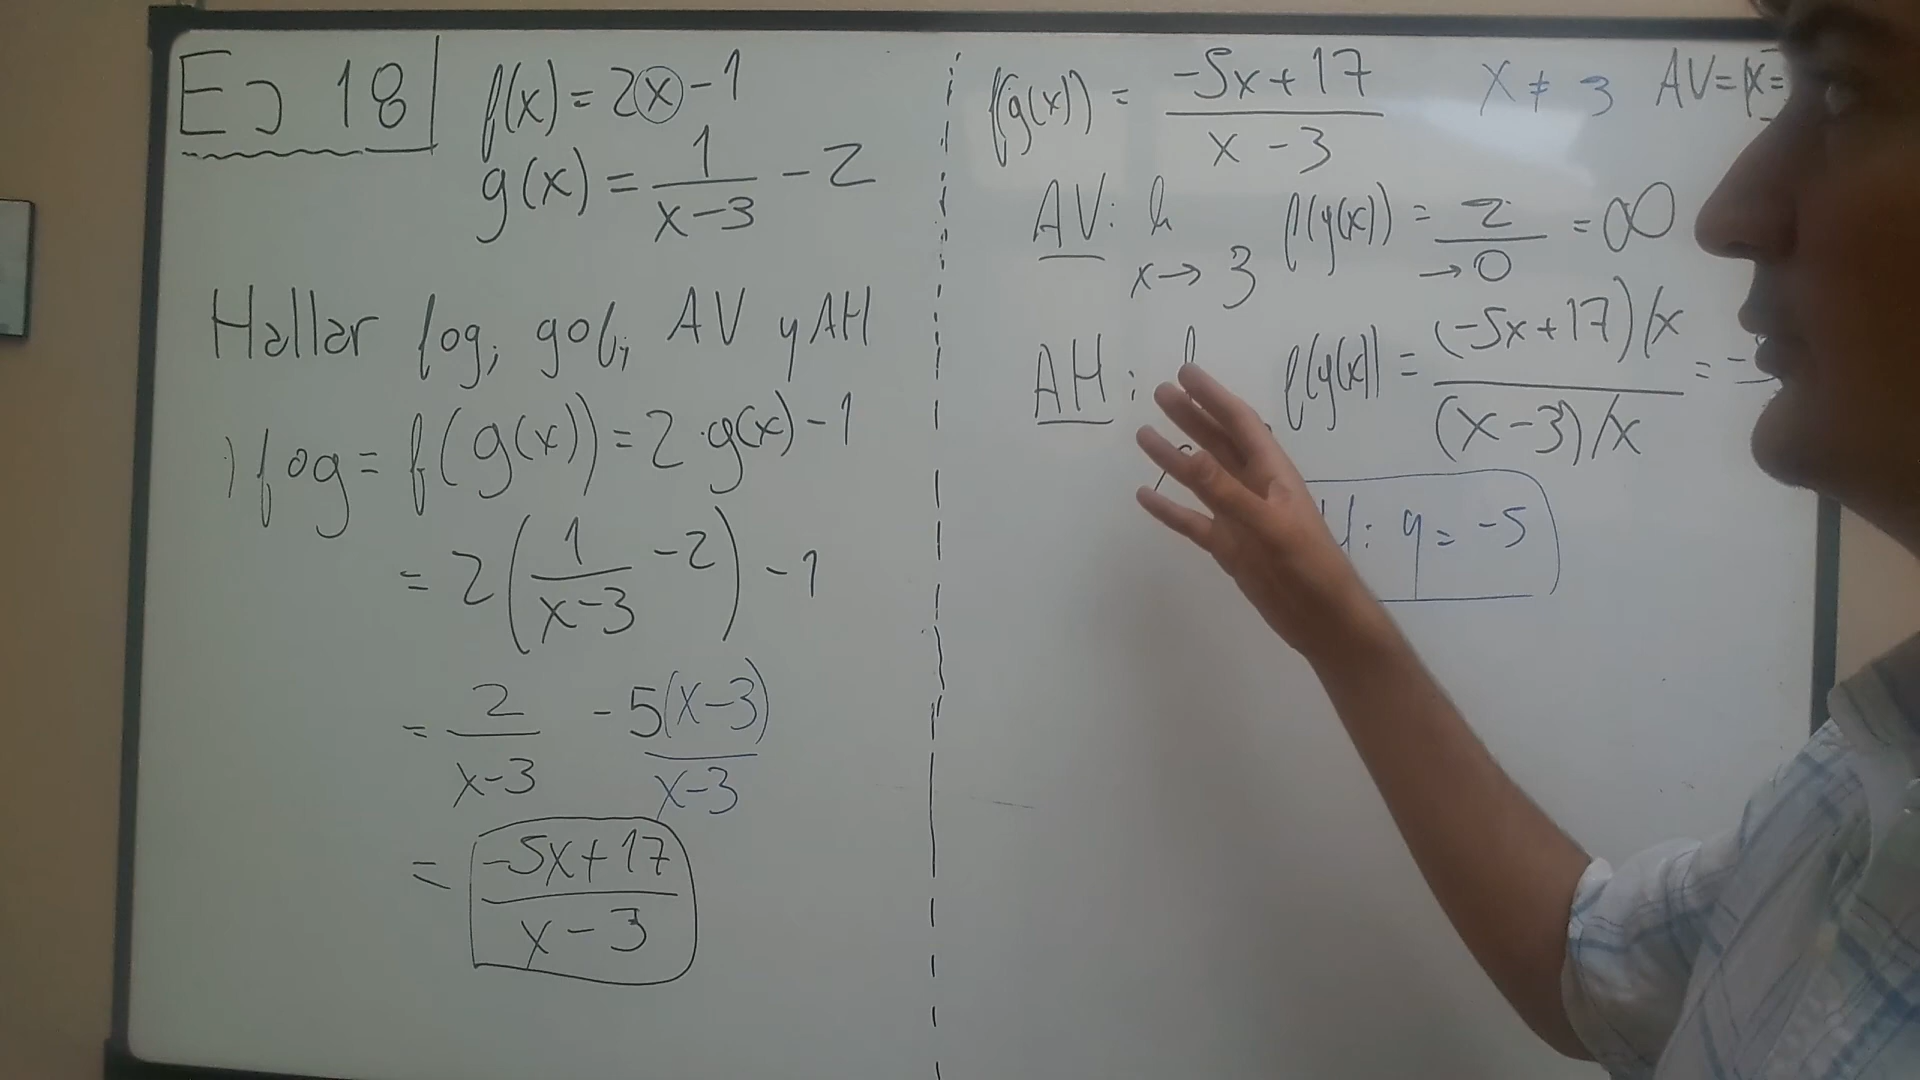 Ej 18
f(x) = 2x - 1
g(x) = 1/(x-3) - 2
Hallar fog, gof, AV y AH
) fog = f(g(x)) = 2·g(x) - 1
= 2(1/(x-3) - 2) - 1
= 2/(x-3) - 5(x-3)/(x-3)
= (-5x+17)/(x-3)
f(g(x)) = (-5x+17)/(x-3) x ≠ 3 AV = x =
AV: l x→3 f(g(x)) = 2/→0 = ∞
AH: f(g(x)) = (-5x+17)/x / (x-3)/x =
: y = -5